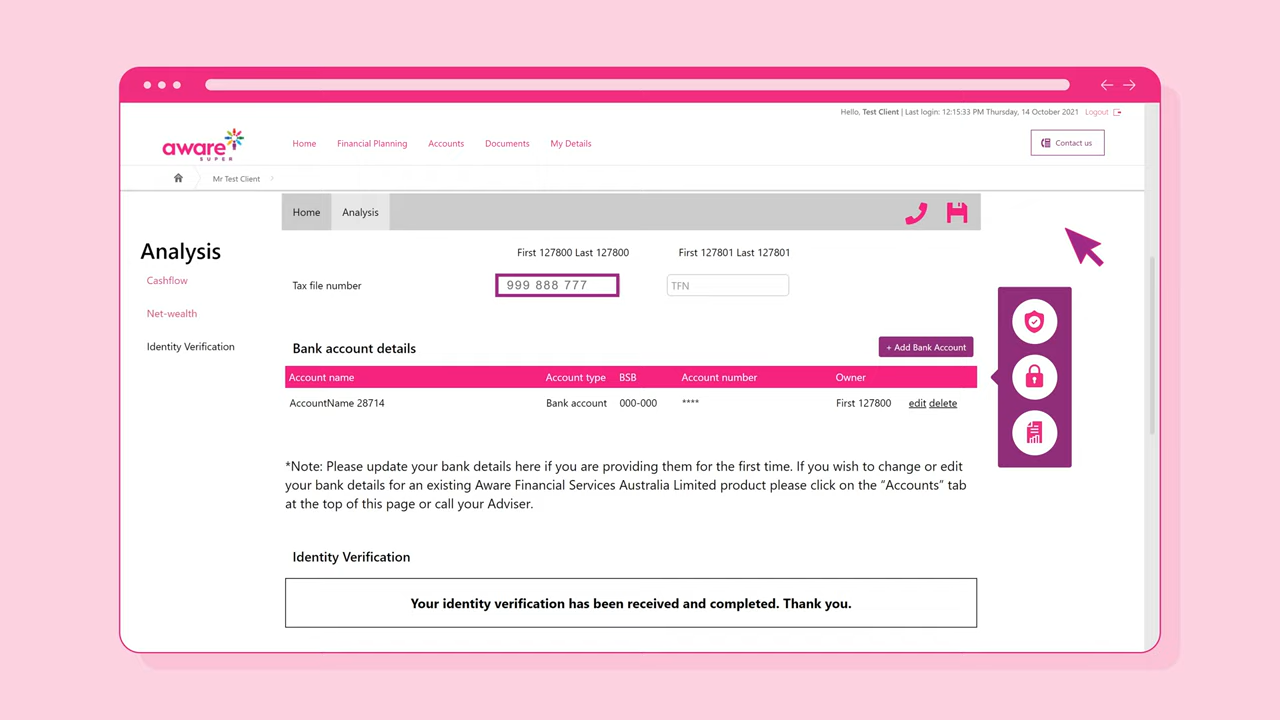 Hello, Test Client | Last login: 12:15:33 PM Thursday, 14 October 2021 Logout
aware
SUPER
Home Financial Planning Accounts Documents My Details
Contact us
Mr Test Client
Home Analysis
Analysis
Cashflow
Net-wealth
Identity Verification
First 127800 Last 127800 First 127801 Last 127801
Tax file number 999 888 777 TFN
Bank account details + Add Bank Account
Account name Account type BSB Account number Owner
AccountName 28714 Bank account 000-000 **** First 127800 edit delete
*Note: Please update your bank details here if you are providing them for the first time. If you wish to change or edit
your bank details for an existing Aware Financial Services Australia Limited product please click on the “Accounts” tab
at the top of this page or call your Adviser.
Identity Verification
Your identity verification has been received and completed. Thank you.